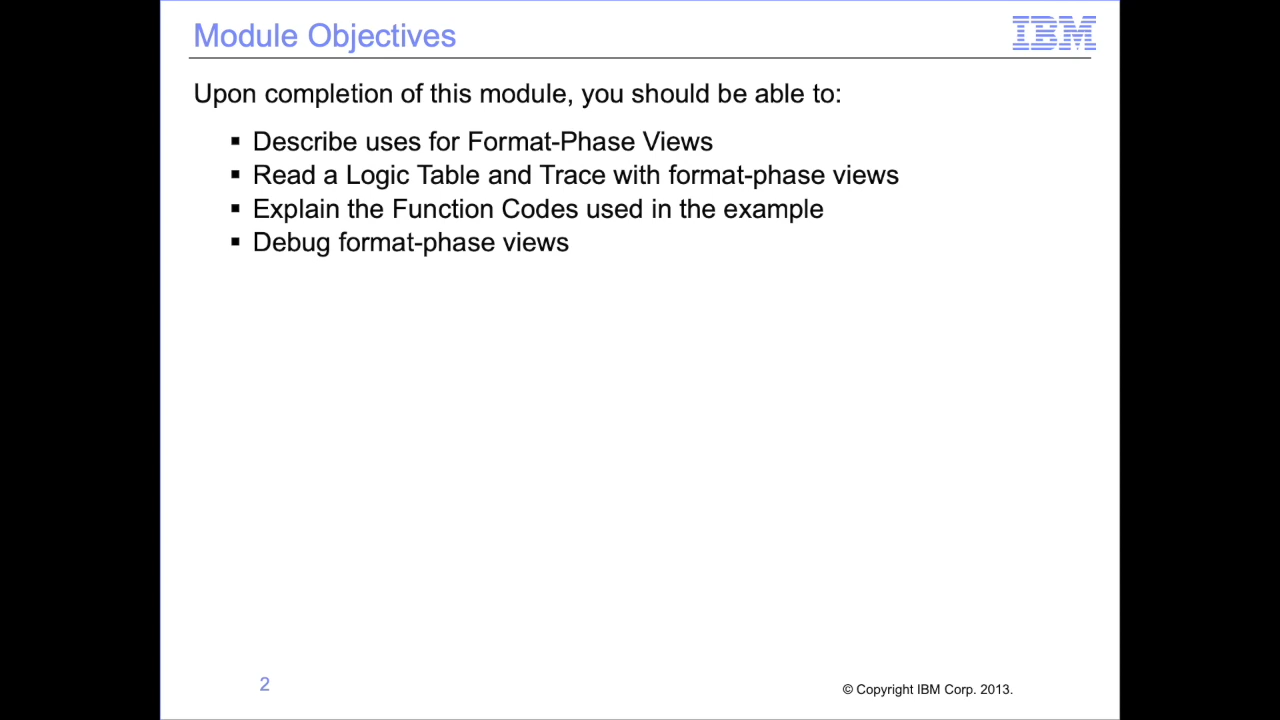 Module Objectives
IBM
Upon completion of this module, you should be able to:
▪ Describe uses for Format-Phase Views
▪ Read a Logic Table and Trace with format-phase views
▪ Explain the Function Codes used in the example
▪ Debug format-phase views
2
© Copyright IBM Corp. 2013.